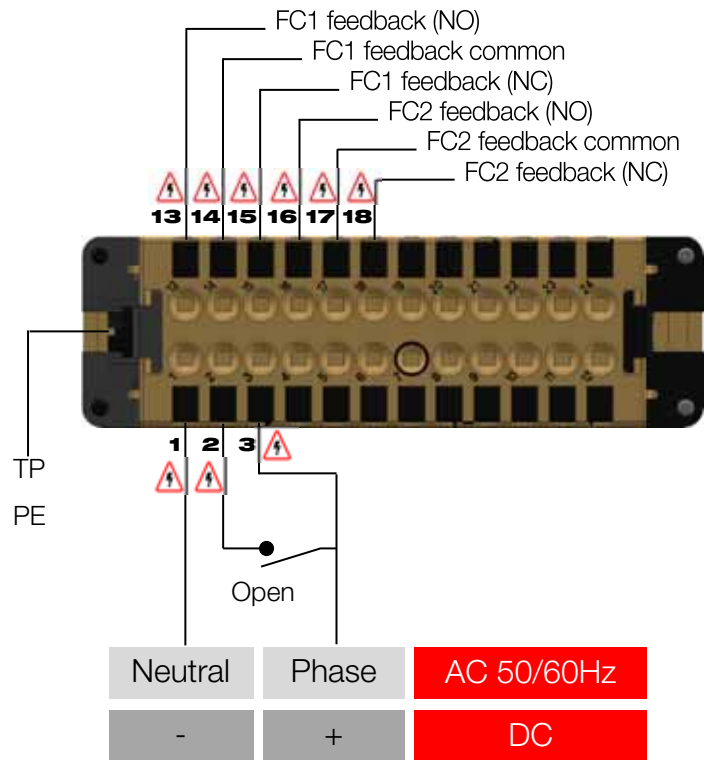 FC1 feedback (NO)
FC1 feedback common
FC1 feedback (NC)
FC2 feedback (NO)
FC2 feedback common
FC2 feedback (NC)
13 14 15 16 17 18
1 2 3
TP
PE
Open
Neutral Phase AC 50/60Hz
- + DC